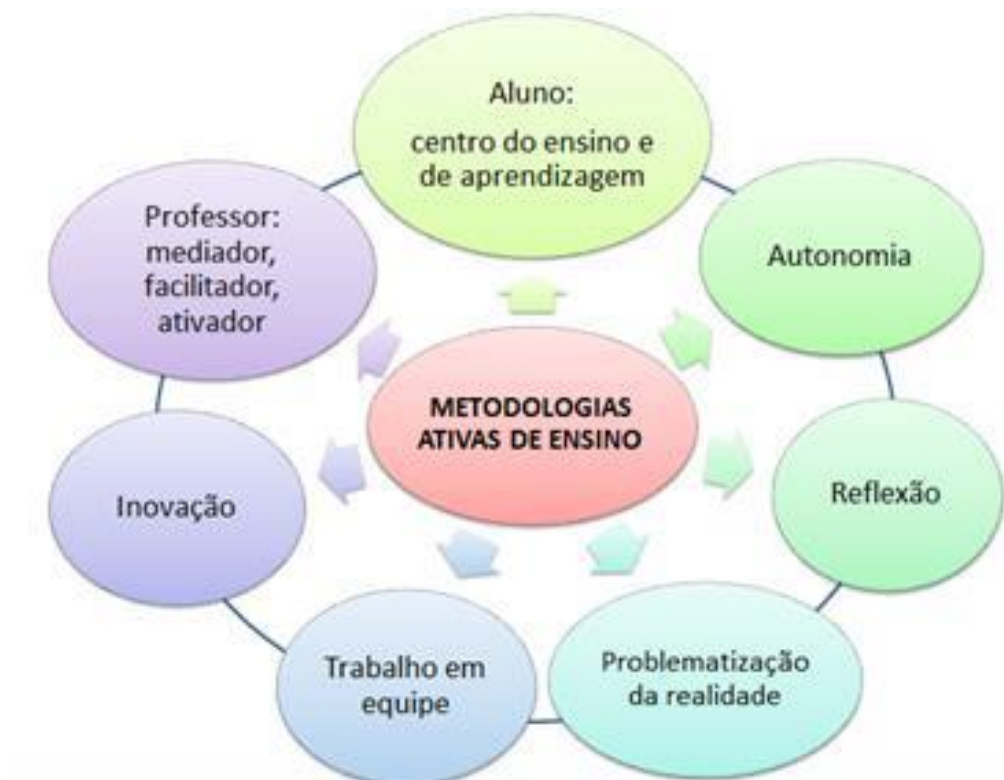 Aluno:
centro do ensino e
de aprendizagem
Autonomia
Reflexão
Problematização
da realidade
Trabalho em
equipe
Inovação
Professor:
mediador,
facilitador,
ativador
METODOLOGIAS
ATIVAS DE ENSINO